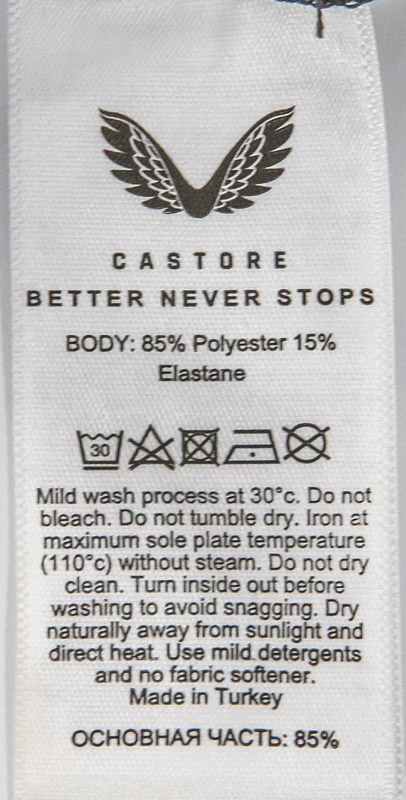 CASTORE
BETTER NEVER STOPS
BODY: 85% Polyester 15%
Elastane
30
Mild wash process at 30°c. Do not
bleach. Do not tumble dry. Iron at
maximum sole plate temperature
(110°c) without steam. Do not dry
clean. Turn inside out before
washing to avoid snagging. Dry
naturally away from sunlight and
direct heat. Use mild detergents
and no fabric softener.
Made in Turkey
ОСНОВНАЯ ЧАСТЬ: 85%